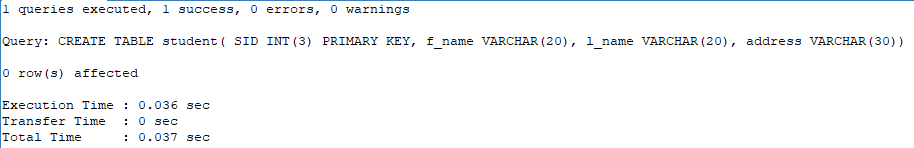 1 queries executed, 1 success, 0 errors, 0 warnings
Query: CREATE TABLE student( SID INT(3) PRIMARY KEY, f_name VARCHAR(20), l_name VARCHAR(20), address VARCHAR(30))
0 row(s) affected
Execution Time : 0.036 sec
Transfer Time  : 0 sec
Total Time     : 0.037 sec